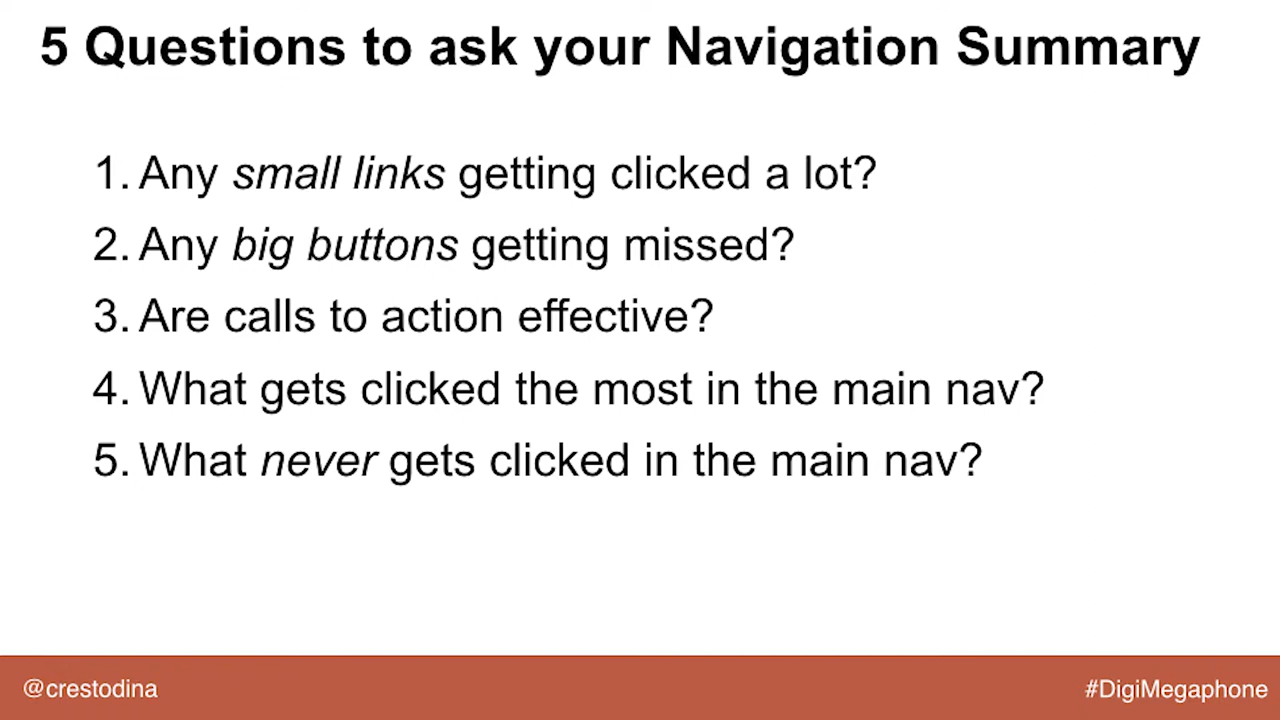 5 Questions to ask your Navigation Summary
1. Any small links getting clicked a lot?
2. Any big buttons getting missed?
3. Are calls to action effective?
4. What gets clicked the most in the main nav?
5. What never gets clicked in the main nav?
@crestodina
#DigiMegaphone